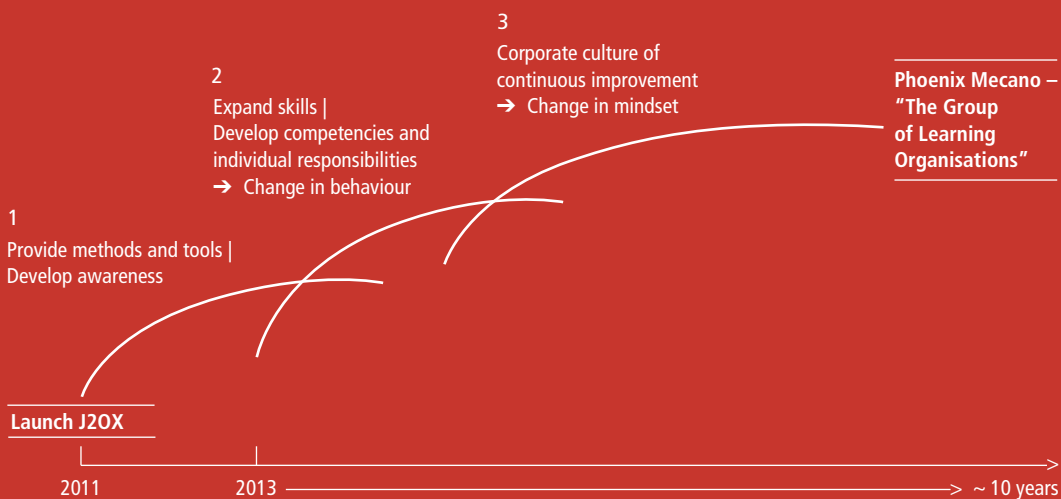 1
Provide methods and tools |
Develop awareness
2
Expand skills |
Develop competencies and
individual responsibilities
➔ Change in behaviour
3
Corporate culture of
continuous improvement
➔ Change in mindset
Phoenix Mecano –
“The Group
of Learning
Organisations”
Launch J2OX
2011
2013
~ 10 years